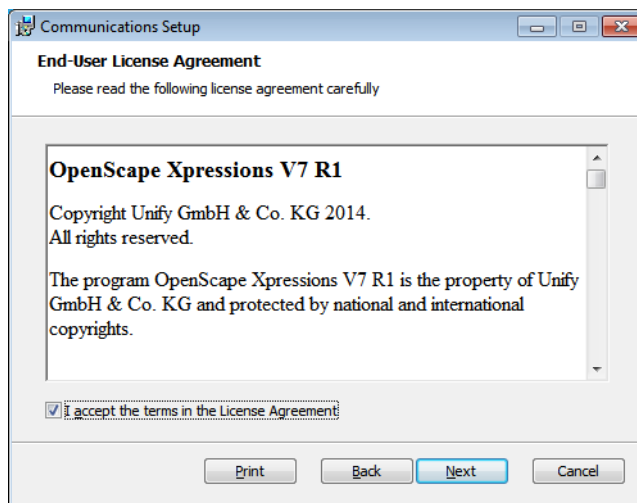 Communications Setup
End-User License Agreement
Please read the following license agreement carefully
OpenScape Xpressions V7 R1
Copyright Unify GmbH & Co. KG 2014.
All rights reserved.
The program OpenScape Xpressions V7 R1 is the property of Unify
GmbH & Co. KG and protected by national and international
copyrights.
I accept the terms in the License Agreement
Print Back Next Cancel